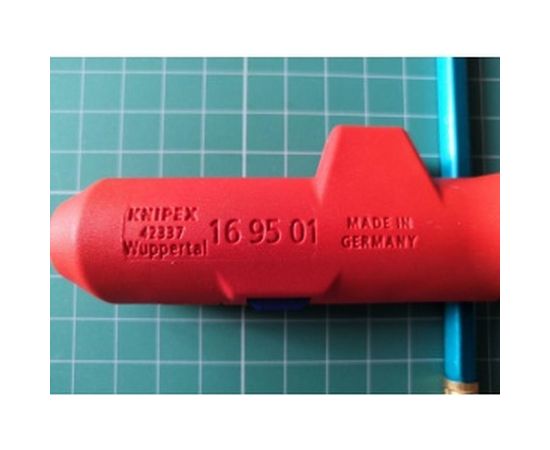 KNIPEX
42337
Wuppertal
16 95 01
MADE IN
GERMANY